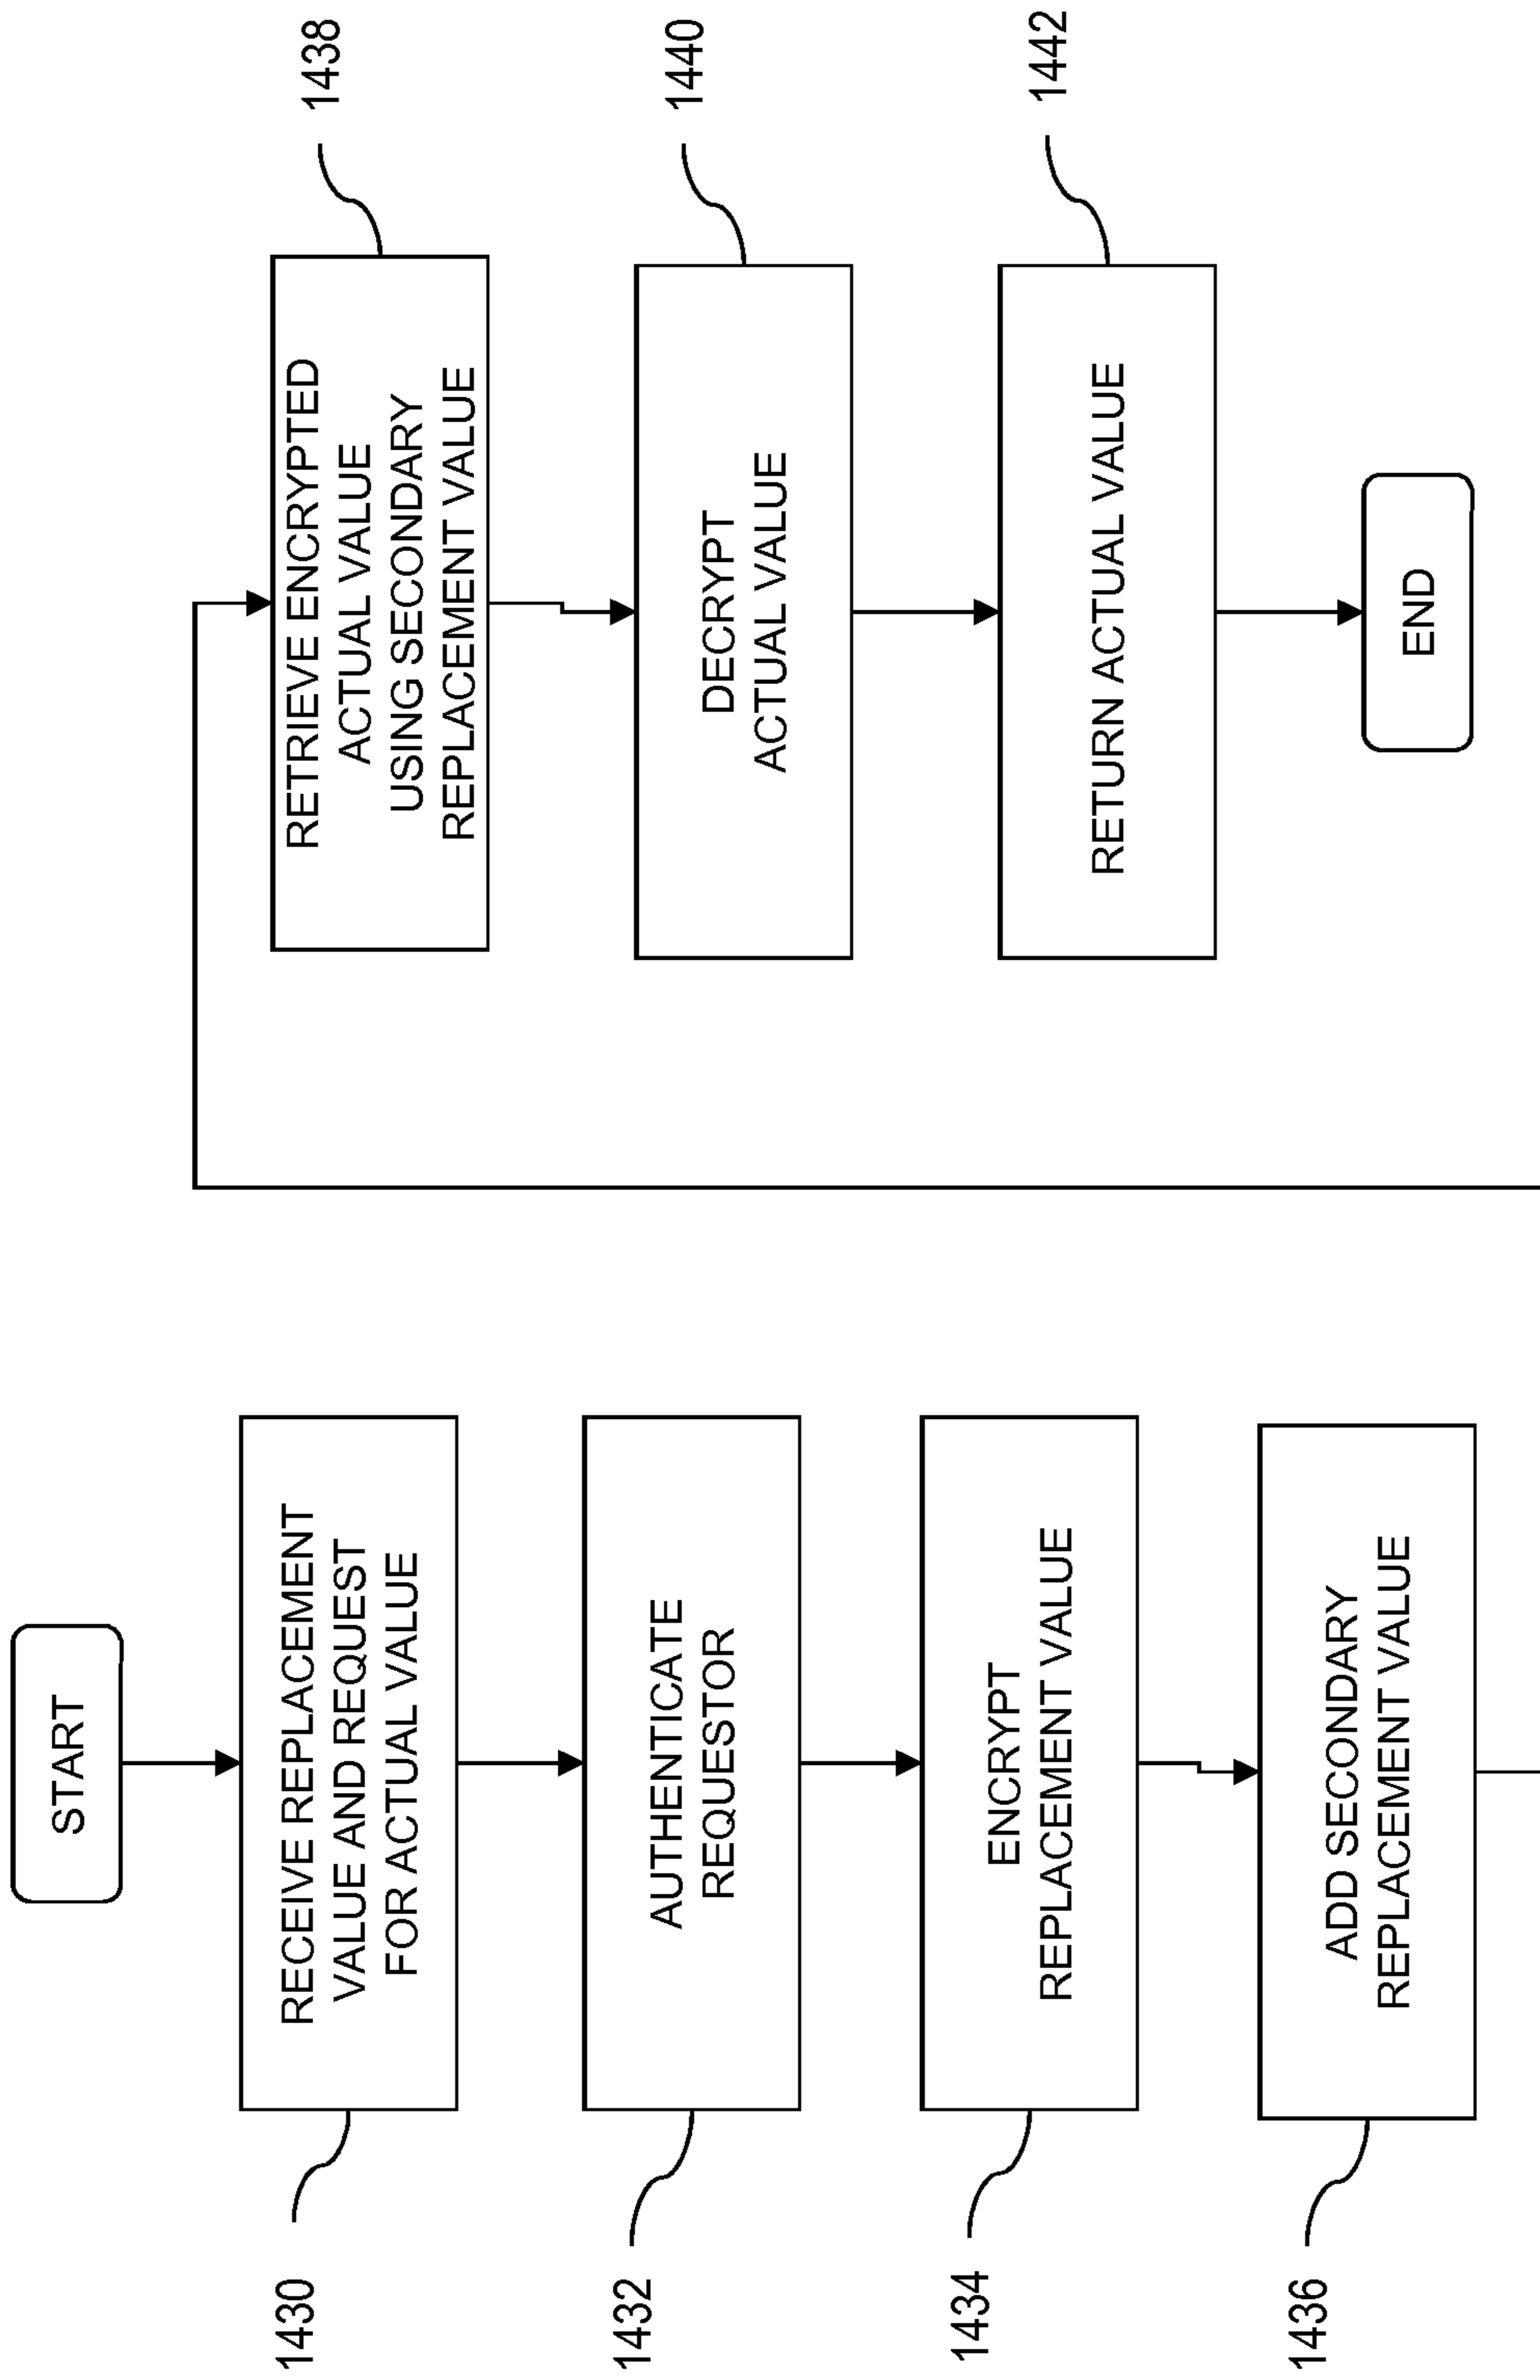 START
1430
RECEIVE REPLACEMENT
VALUE AND REQUEST
FOR ACTUAL VALUE
1432
AUTHENTICATE
REQUESTOR
1434
ENCRYPT
REPLACEMENT VALUE
1436
ADD SECONDARY
REPLACEMENT VALUE
1438
RETRIEVE ENCRYPTED
ACTUAL VALUE
USING SECONDARY
REPLACEMENT VALUE
1440
DECRYPT
ACTUAL VALUE
1442
RETURN ACTUAL VALUE
END